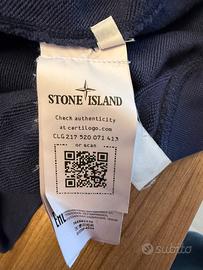 STONE ISLAND
Check authenticity
at certilogo.com
CLG 217 520 071 413
or scan
subito